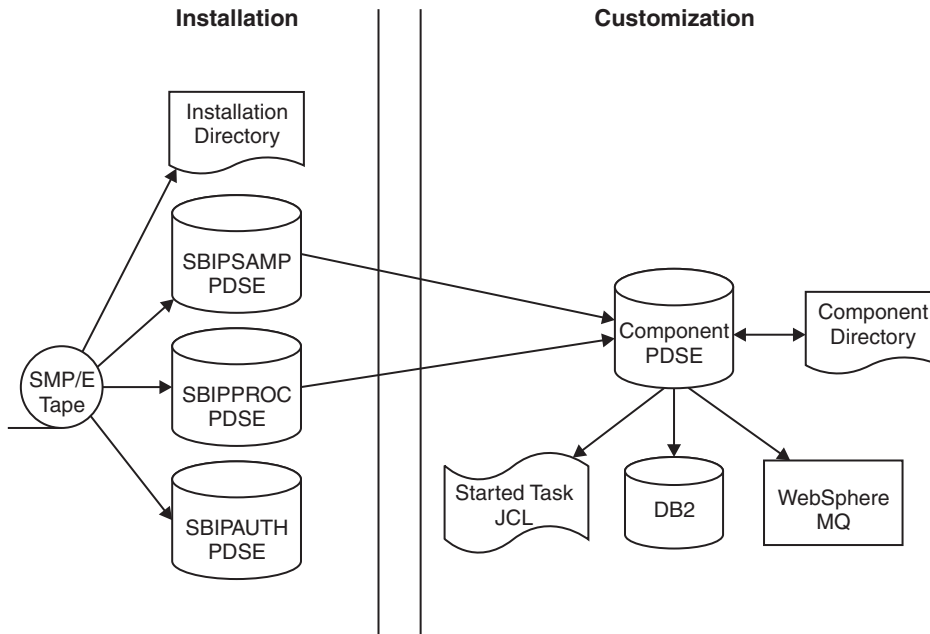 Installation
Customization
Installation
Directory
SBIPSAMP
PDSE
SMP/E
Tape
SBIPPROC
PDSE
SBIPAUTH
PDSE
Component
PDSE
Component
Directory
Started Task
JCL
DB2
WebSphere
MQ